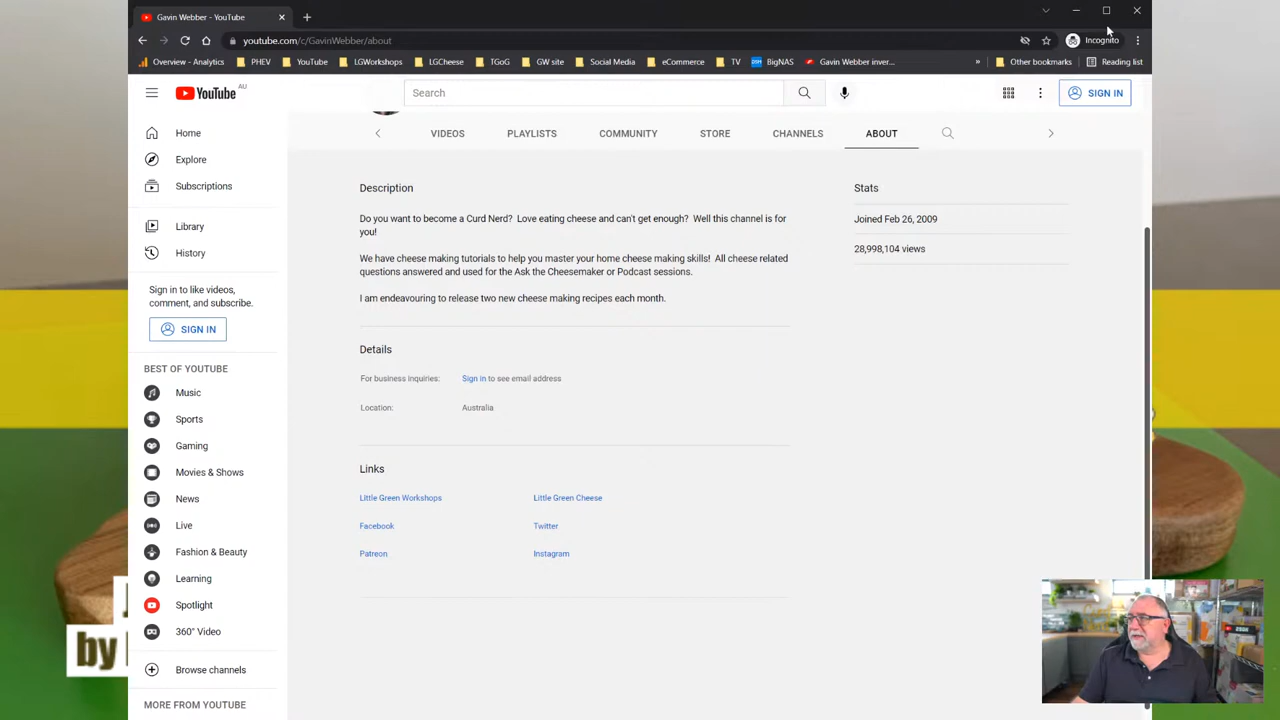 Gavin Webber - YouTube
youtube.com/c/GavinWebber/about
Incognito
Overview - Analytics
PHEV
YouTube
LGWorkshops
LGCheese
TGoG
GW site
Social Media
eCommerce
TV
BigNAS
Gavin Webber inver...
»
Other bookmarks
Reading list
YouTube AU
Search
SIGN IN
VIDEOS
PLAYLISTS
COMMUNITY
STORE
CHANNELS
ABOUT
Home
Explore
Subscriptions
Library
History
Sign in to like videos,
comment, and subscribe.
SIGN IN
BEST OF YOUTUBE
Music
Sports
Gaming
Movies & Shows
News
Live
Fashion & Beauty
Learning
Spotlight
360° Video
Browse channels
MORE FROM YOUTUBE
Description
Do you want to become a Curd Nerd? Love eating cheese and can't get enough? Well this channel is for
you!
We have cheese making tutorials to help you master your home cheese making skills! All cheese related
questions answered and used for the Ask the Cheesemaker or Podcast sessions.
I am endeavouring to release two new cheese making recipes each month.
Details
For business inquiries: Sign in to see email address
Location: Australia
Links
Little Green Workshops
Little Green Cheese
Facebook
Twitter
Patreon
Instagram
Stats
Joined Feb 26, 2009
28,998,104 views
by